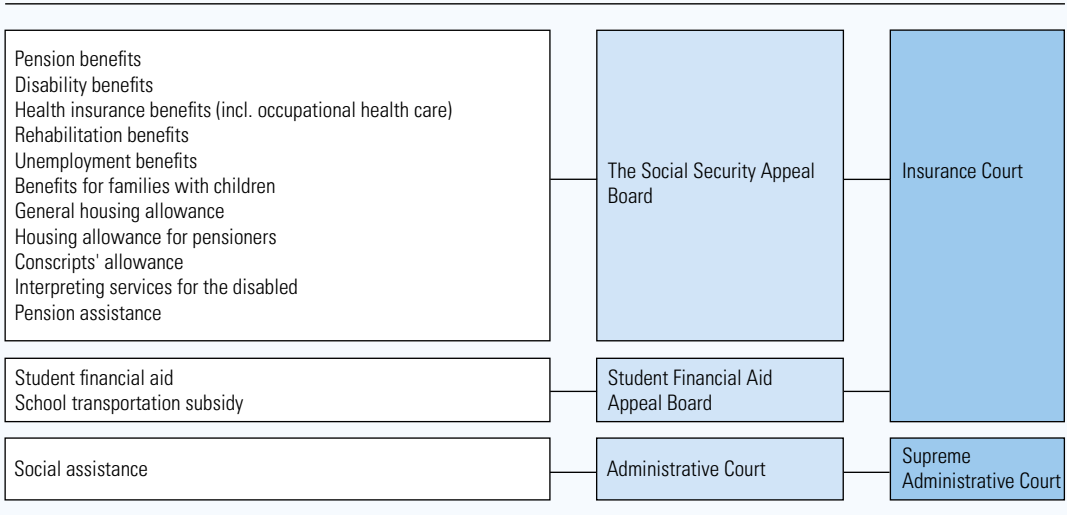 Pension benefits
Disability benefits
Health insurance benefits (incl. occupational health care)
Rehabilitation benefits
Unemployment benefits
Benefits for families with children
General housing allowance
Housing allowance for pensioners
Conscripts' allowance
Interpreting services for the disabled
Pension assistance
The Social Security Appeal
Board
Insurance Court
Student financial aid
School transportation subsidy
Student Financial Aid
Appeal Board
Social assistance
Administrative Court
Supreme
Administrative Court